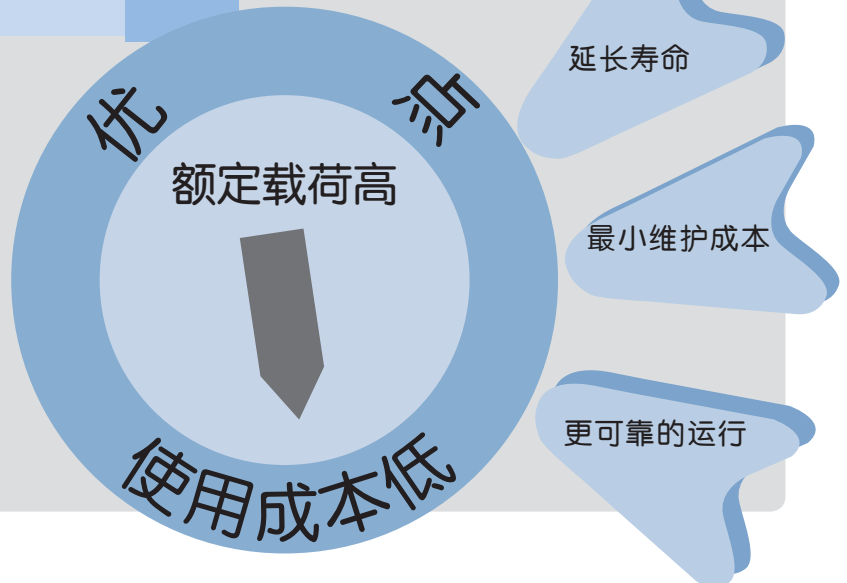 优点
额定载荷高
使用成本低
延长寿命
最小维护成本
更可靠的运行